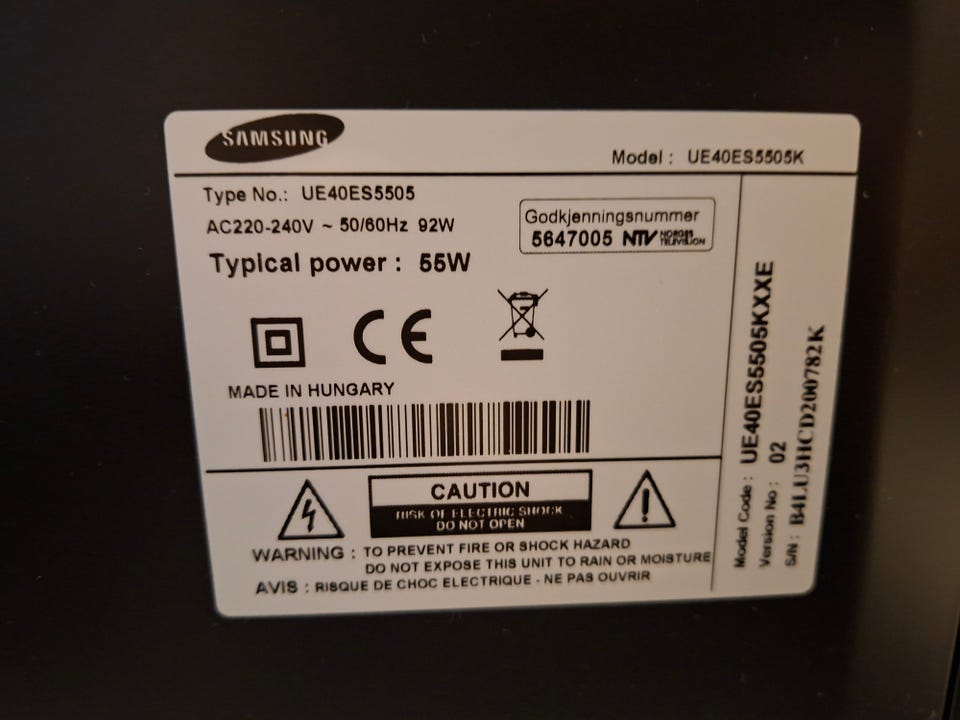 SAMSUNG
Model : UE40ES5505K
Type No.: UE40ES5505
AC220-240V ~ 50/60Hz 92W
Typical power : 55W
Godkjenningsnummer
5647005 NTV NORGES TELEVISJON
CE
MADE IN HUNGARY
CAUTION
RISK OF ELECTRIC SHOCK
DO NOT OPEN
WARNING : TO PREVENT FIRE OR SHOCK HAZARD
DO NOT EXPOSE THIS UNIT TO RAIN OR MOISTURE
AVIS : RISQUE DE CHOC ELECTRIQUE - NE PAS OUVRIR
Model Code : UE40ES5505KXXE
Version No : 02
S/N : B4LU3HCD200782K